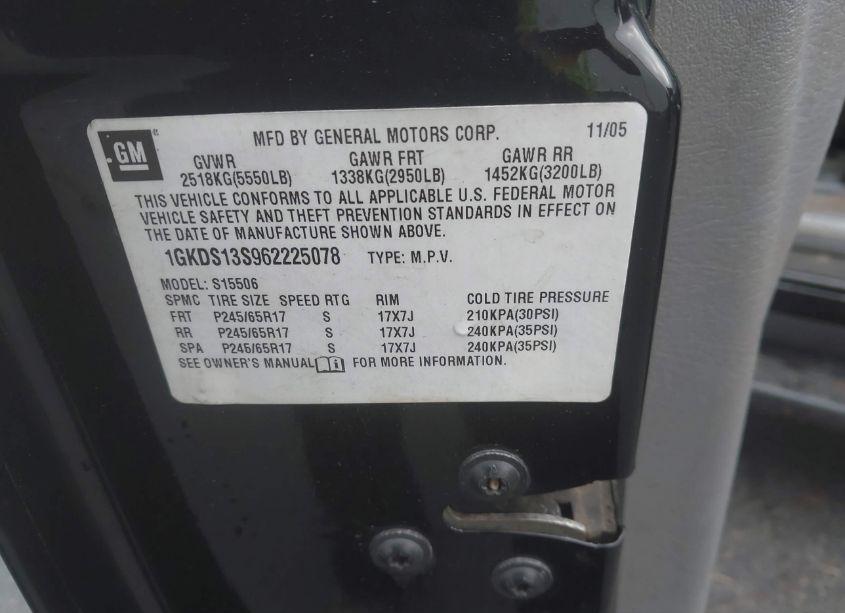 GM
MFD BY GENERAL MOTORS CORP. 11/05
GVWR GAWR FRT GAWR RR
2518KG(5550LB) 1338KG(2950LB) 1452KG(3200LB)
THIS VEHICLE CONFORMS TO ALL APPLICABLE U.S. FEDERAL MOTOR
VEHICLE SAFETY AND THEFT PREVENTION STANDARDS IN EFFECT ON
THE DATE OF MANUFACTURE SHOWN ABOVE.
1GKDS13S962225078 TYPE: M.P.V.
MODEL: S15506
SPMC TIRE SIZE SPEED RTG RIM COLD TIRE PRESSURE
FRT P245/65R17 S 17X7J 210KPA(30PSI)
RR P245/65R17 S 17X7J 240KPA(35PSI)
SPA P245/65R17 S 17X7J 240KPA(35PSI)
SEE OWNER'S MANUAL i FOR MORE INFORMATION.